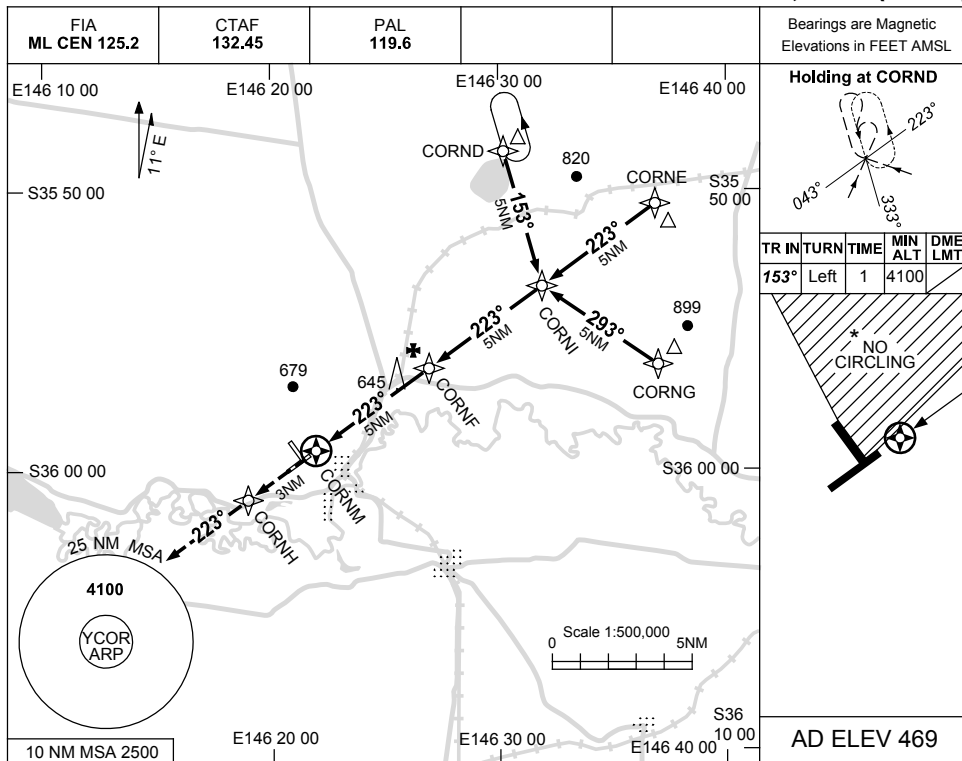 FIA
ML CEN 125.2
CTAF
132.45
PAL
119.6
Bearings are Magnetic
Elevations in FEET AMSL
E146 10 00
E146 20 00
E146 30 00
E146 40 00
11° E
S35 50 00
CORND
820
CORNE
S35
50 00
153°
5NM
223°
5NM
CORNI
899
293°
5NM
CORNG
223°
5NM
679
645
CORNF
223°
5NM
S36 00 00
S36 00 00
CORNM
3NM
CORNH
223°
25 NM MSA
4100
YCOR
ARP
Scale 1:500,000
0
5NM
S36
10 00
E146 20 00
E146 30 00
E146 40 00
10 NM MSA 2500
Holding at CORND
223°
043°
333°
TR IN TURN TIME MIN ALT DME LMT
153° Left 1 4100
* NO
CIRCLING
AD ELEV 469